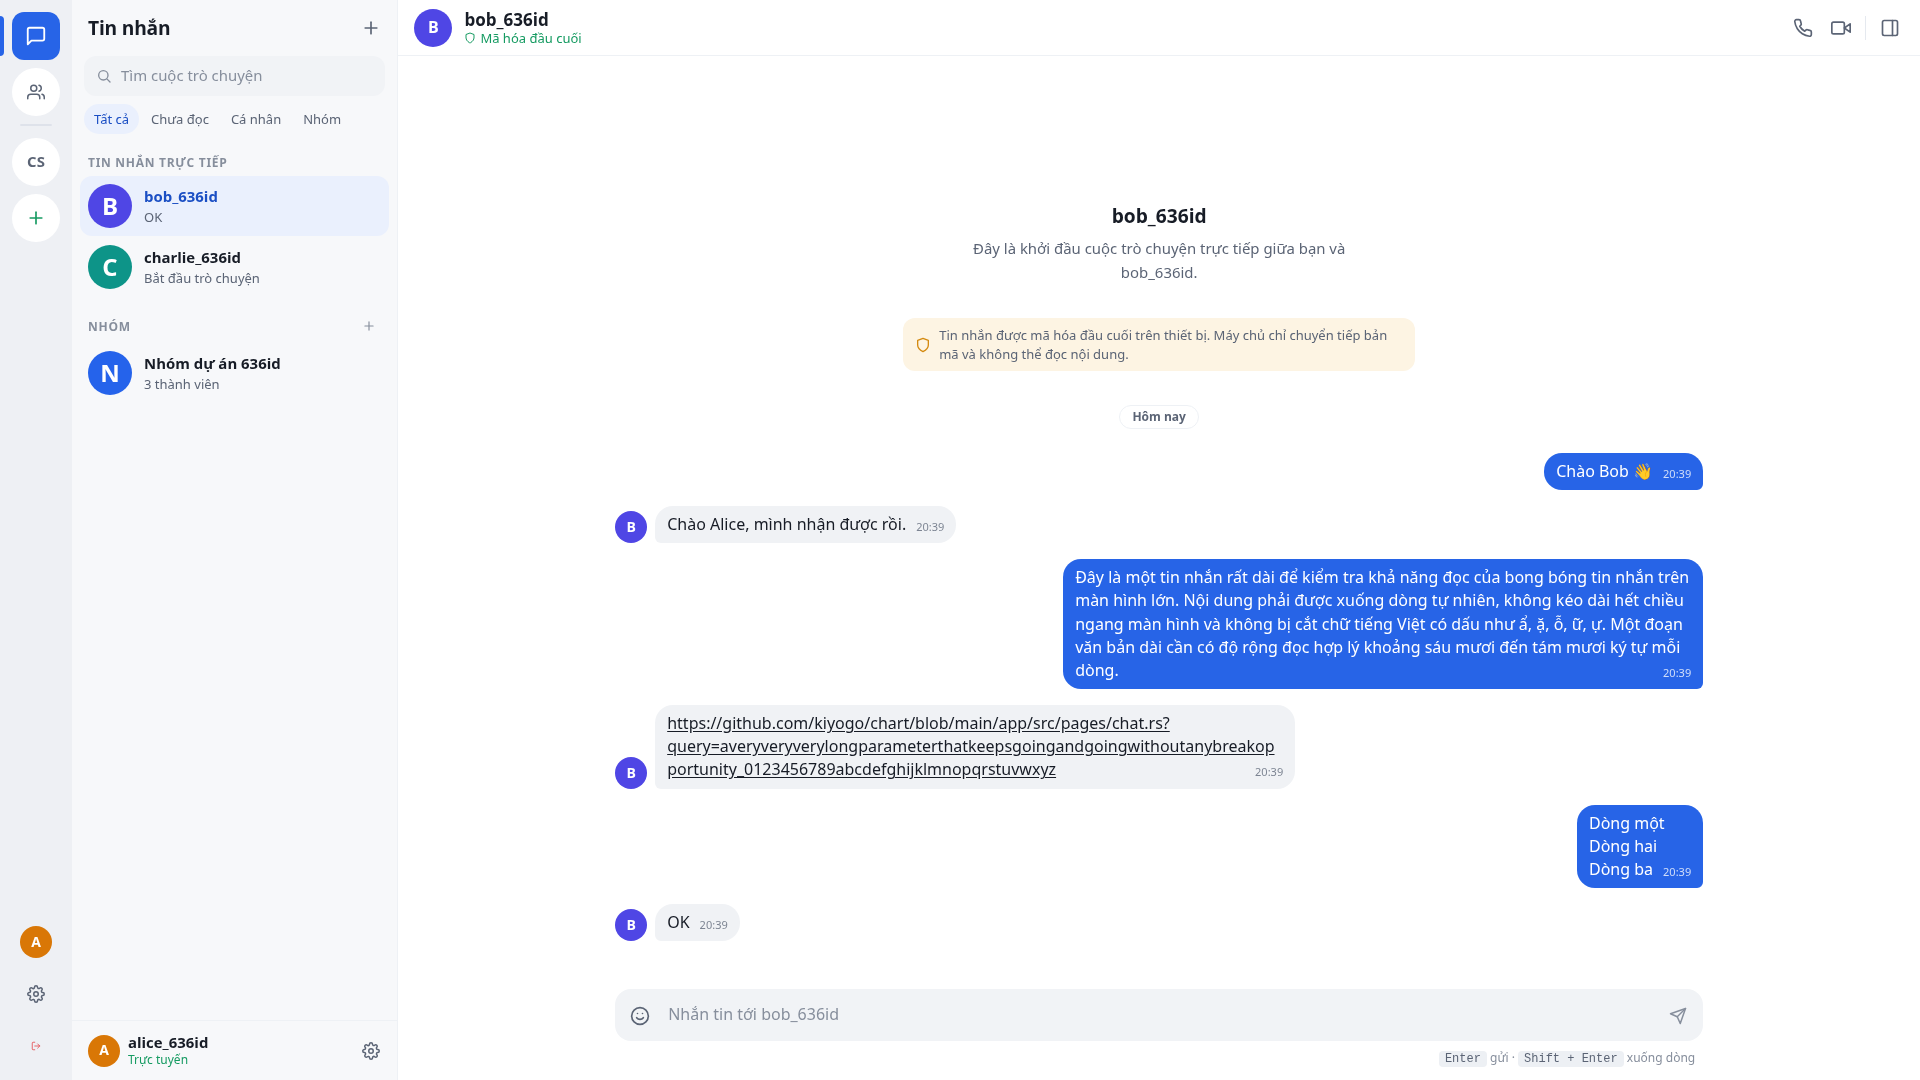 CS
A
Tin nhắn
Tìm cuộc trò chuyện
Tất cả Chưa đọc Cá nhân Nhóm
TIN NHẮN TRỰC TIẾP
B
bob_636id
OK
C
charlie_636id
Bắt đầu trò chuyện
NHÓM
N
Nhóm dự án 636id
3 thành viên
A
alice_636id
Trực tuyến
B
bob_636id
Mã hóa đầu cuối
bob_636id
Đây là khởi đầu cuộc trò chuyện trực tiếp giữa bạn và
bob_636id.
Tin nhắn được mã hóa đầu cuối trên thiết bị. Máy chủ chỉ chuyển tiếp bản
mã và không thể đọc nội dung.
Hôm nay
Chào Bob 👋 20:39
B
Chào Alice, mình nhận được rồi. 20:39
Đây là một tin nhắn rất dài để kiểm tra khả năng đọc của bong bóng tin nhắn trên
màn hình lớn. Nội dung phải được xuống dòng tự nhiên, không kéo dài hết chiều
ngang màn hình và không bị cắt chữ tiếng Việt có dấu như ẩ, ặ, ỗ, ữ, ự. Một đoạn
văn bản dài cần có độ rộng đọc hợp lý khoảng sáu mươi đến tám mươi ký tự mỗi
dòng. 20:39
https://github.com/kiyogo/chart/blob/main/app/src/pages/chat.rs?
query=averyveryverylongparameterthatkeepsgoingandgoingwithoutanybreakop
portunity_0123456789abcdefghijklmnopqrstuvwxyz 20:39
B
Dòng một
Dòng hai
Dòng ba 20:39
B
OK 20:39
Nhắn tin tới bob_636id
Enter gửi · Shift + Enter xuống dòng